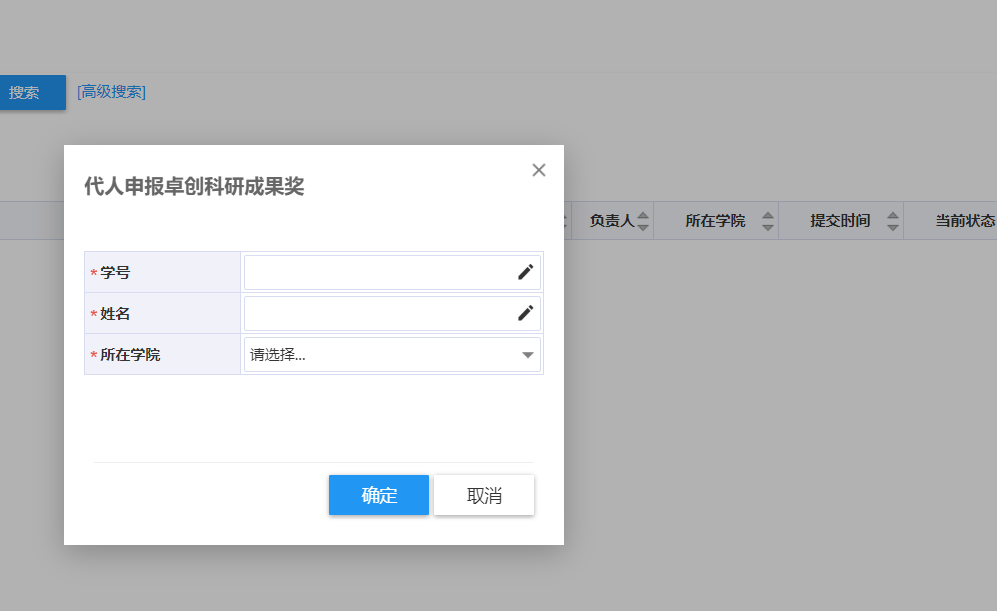 搜索 [高级搜索]
代人申报卓创科研成果奖
负责人 所在学院 提交时间 当前状态
*学号
*姓名
*所在学院 请选择...
确定 取消